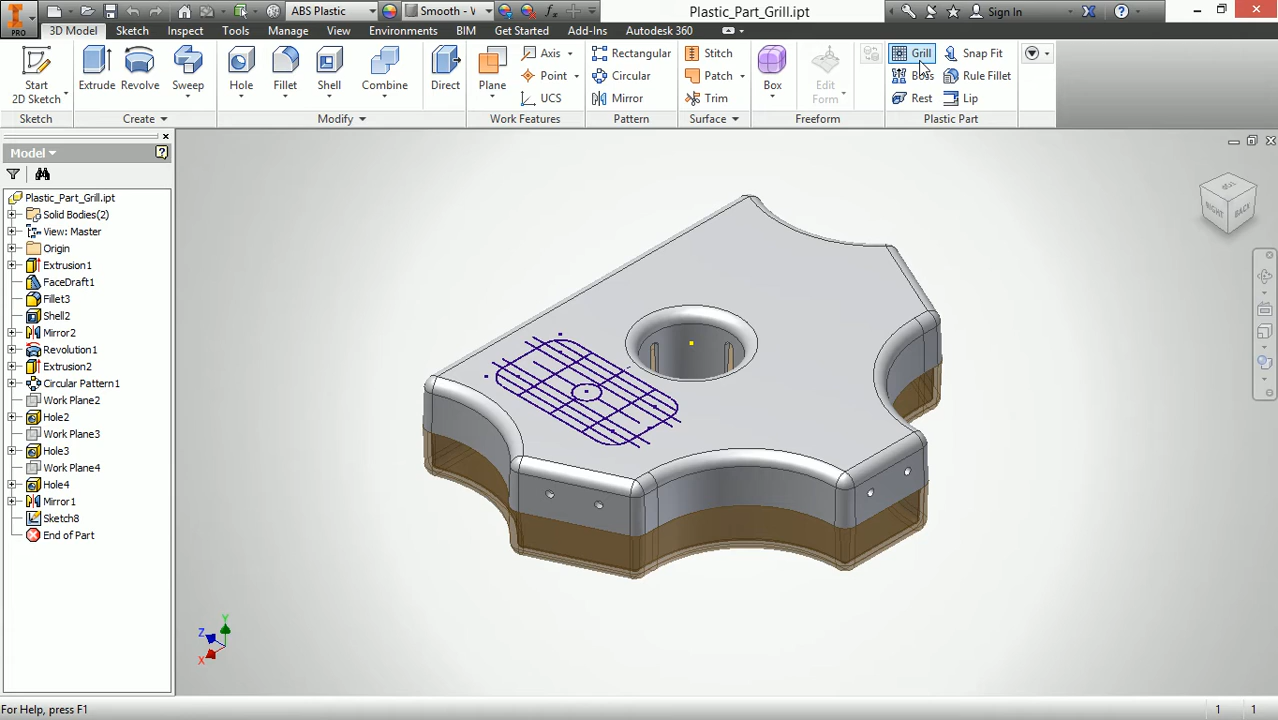 PRO
ABS Plastic
Smooth - V
Plastic_Part_Grill.ipt
Sign In
3D Model
Sketch
Inspect
Tools
Manage
View
Environments
BIM
Get Started
Add-Ins
Autodesk 360
Start
2D Sketch
Extrude
Revolve
Sweep
Hole
Fillet
Shell
Combine
Direct
Plane
Axis
Point
UCS
Rectangular
Circular
Mirror
Stitch
Patch
Trim
Box
Edit
Form
Grill
Boss
Rest
Snap Fit
Rule Fillet
Lip
Sketch
Create
Modify
Work Features
Pattern
Surface
Freeform
Plastic Part
Model
Plastic_Part_Grill.ipt
Solid Bodies(2)
View: Master
Origin
Extrusion1
FaceDraft1
Fillet3
Shell2
Mirror2
Revolution1
Extrusion2
Circular Pattern1
Work Plane2
Hole2
Work Plane3
Hole3
Work Plane4
Hole4
Mirror1
Sketch8
End of Part
TOP
RIGHT
BACK
Y
Z
X
For Help, press F1
1
1